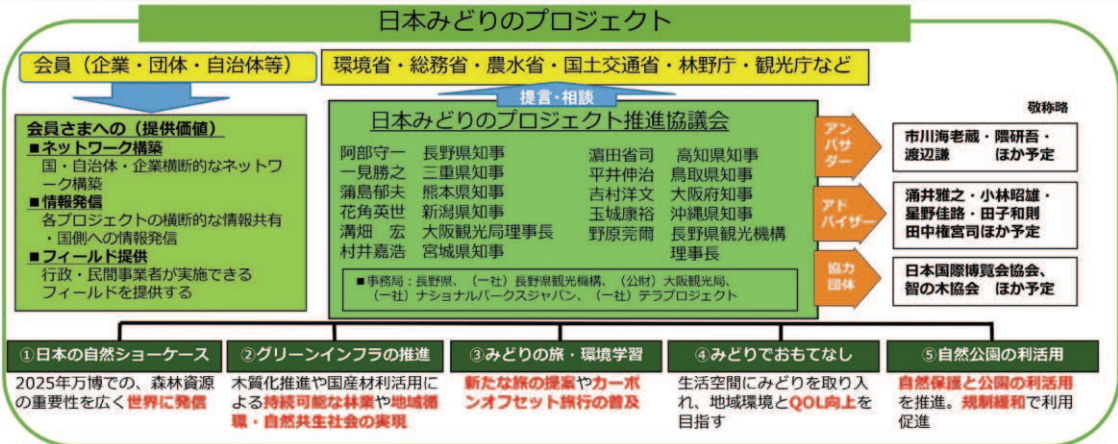 日本みどりのプロジェクト
会員（企業・団体・自治体等）
環境省・総務省・農水省・国土交通省・林野庁・観光庁など
提言・相談
会員さまへの（提供価値）
■ネットワーク構築
国・自治体・企業横断的なネットワ
ーク構築
■情報発信
各プロジェクトの横断的な情報共有
・国側への情報発信
■フィールド提供
行政・民間事業者が実施できる
フィールドを提供する
日本みどりのプロジェクト推進協議会
阿部守一　長野県知事
一見勝之　三重県知事
蒲島郁夫　熊本県知事
花角英世　新潟県知事
溝畑　宏　大阪観光局理事長
村井嘉浩　宮城県知事
濵田省司　高知県知事
平井伸治　鳥取県知事
吉村洋文　大阪府知事
玉城康裕　沖縄県知事
野原莞爾　長野県観光機構
理事長
■事務局：長野県、（一社）長野県観光機構、（公財）大阪観光局、
（一社）ナショナルパークスジャパン、（一社）テラプロジェクト
敬称略
アン
バサ
ダー
市川海老蔵・隈研吾・
渡辺謙　ほか予定
アド
バイザー
涌井雅之・小林昭雄・
星野佳路・田子和則
田中権宮司ほか予定
協力
団体
日本国際博覧会協会、
智の木協会　ほか予定
①日本の自然ショーケース
2025年万博での、森林資源
の重要性を広く世界に発信
②グリーンインフラの推進
木質化推進や国産材利活用に
よる持続可能な林業や地域循
環・自然共生社会の実現
③みどりの旅・環境学習
新たな旅の提案やカーボ
ンオフセット旅行の普及
④みどりでおもてなし
生活空間にみどりを取り入
れ、地域環境とQOL向上を
目指す
⑤自然公園の利活用
自然保護と公園の利活用
を推進。規制緩和で利用
促進